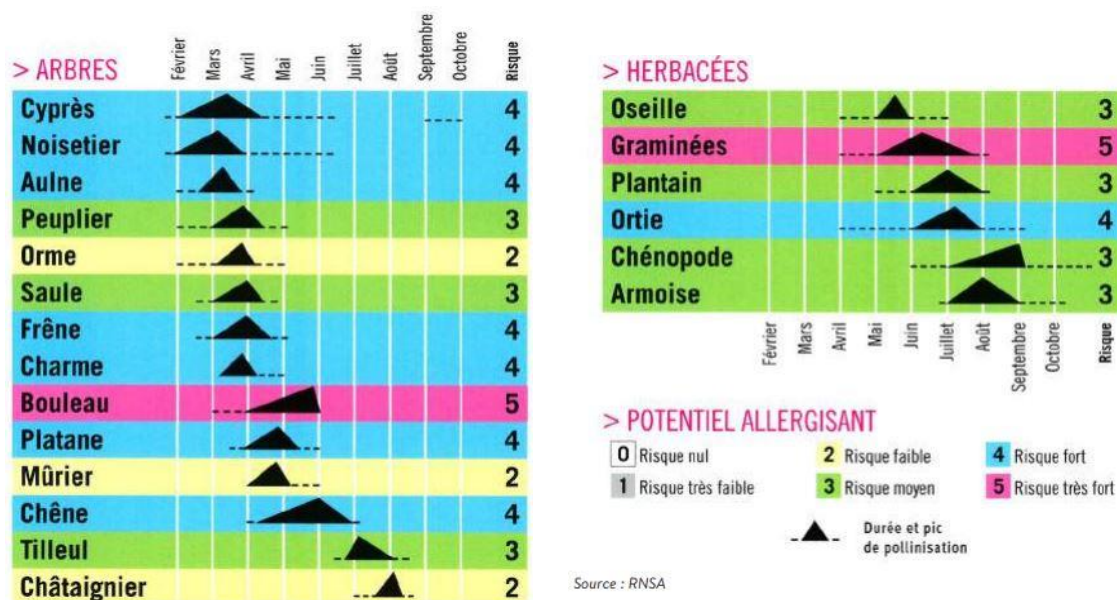 > ARBRES
Février
Mars
Avril
Mai
Juin
Juillet
Août
Septembre
Octobre
Risque
Cyprès 4
Noisetier 4
Aulne 4
Peuplier 3
Orme 2
Saule 3
Frêne 4
Charme 4
Bouleau 5
Platane 4
Mûrier 2
Chêne 4
Tilleul 3
Châtaignier 2
> HERBACÉES
Oseille 3
Graminées 5
Plantain 3
Ortie 4
Chénopode 3
Armoise 3
Février
Mars
Avril
Mai
Juin
Juillet
Août
Septembre
Octobre
Risque
> POTENTIEL ALLERGISANT
0 Risque nul
2 Risque faible
4 Risque fort
1 Risque très faible
3 Risque moyen
5 Risque très fort
Durée et pic
de pollinisation
Source : RNSA